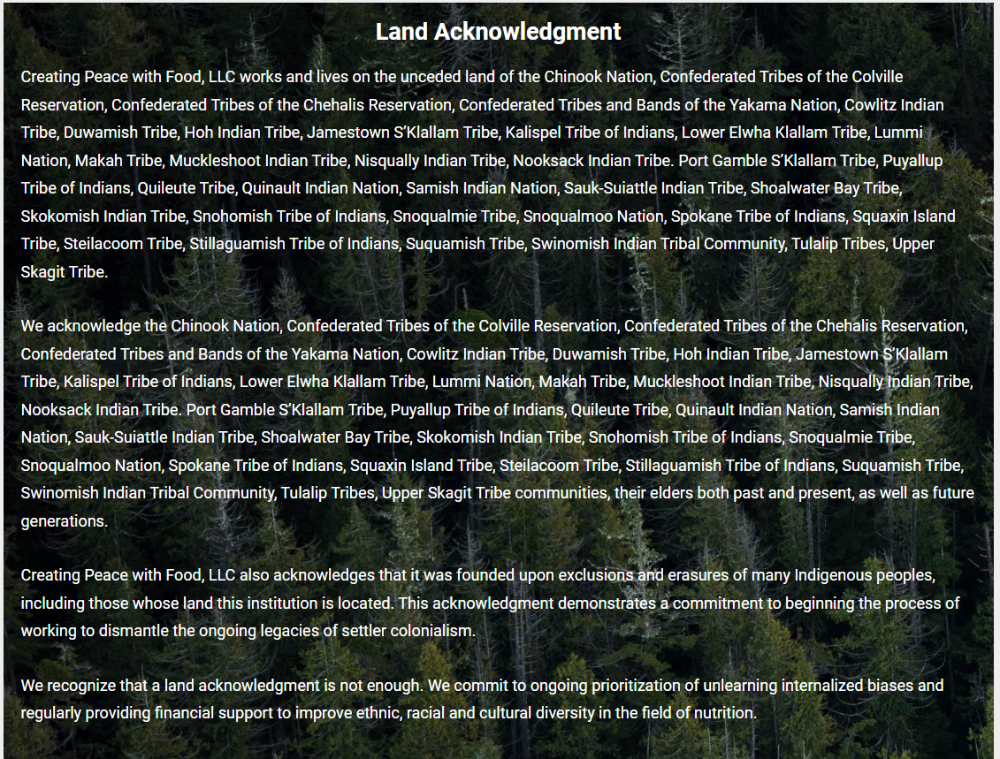 Land Acknowledgment
Creating Peace with Food, LLC works and lives on the unceded land of the Chinook Nation, Confederated Tribes of the Colville
Reservation, Confederated Tribes of the Chehalis Reservation, Confederated Tribes and Bands of the Yakama Nation, Cowlitz Indian
Tribe, Duwamish Tribe, Hoh Indian Tribe, Jamestown S’Klallam Tribe, Kalispel Tribe of Indians, Lower Elwha Klallam Tribe, Lummi
Nation, Makah Tribe, Muckleshoot Indian Tribe, Nisqually Indian Tribe, Nooksack Indian Tribe. Port Gamble S’Klallam Tribe, Puyallup
Tribe of Indians, Quileute Tribe, Quinault Indian Nation, Samish Indian Nation, Sauk-Suiattle Indian Tribe, Shoalwater Bay Tribe,
Skokomish Indian Tribe, Snohomish Tribe of Indians, Snoqualmie Tribe, Snoqualmoo Nation, Spokane Tribe of Indians, Squaxin Island
Tribe, Steilacoom Tribe, Stillaguamish Tribe of Indians, Suquamish Tribe, Swinomish Indian Tribal Community, Tulalip Tribes, Upper
Skagit Tribe.
We acknowledge the Chinook Nation, Confederated Tribes of the Colville Reservation, Confederated Tribes of the Chehalis Reservation,
Confederated Tribes and Bands of the Yakama Nation, Cowlitz Indian Tribe, Duwamish Tribe, Hoh Indian Tribe, Jamestown S’Klallam
Tribe, Kalispel Tribe of Indians, Lower Elwha Klallam Tribe, Lummi Nation, Makah Tribe, Muckleshoot Indian Tribe, Nisqually Indian Tribe,
Nooksack Indian Tribe. Port Gamble S’Klallam Tribe, Puyallup Tribe of Indians, Quileute Tribe, Quinault Indian Nation, Samish Indian
Nation, Sauk-Suiattle Indian Tribe, Shoalwater Bay Tribe, Skokomish Indian Tribe, Snohomish Tribe of Indians, Snoqualmie Tribe,
Snoqualmoo Nation, Spokane Tribe of Indians, Squaxin Island Tribe, Steilacoom Tribe, Stillaguamish Tribe of Indians, Suquamish Tribe,
Swinomish Indian Tribal Community, Tulalip Tribes, Upper Skagit Tribe communities, their elders both past and present, as well as future
generations.
Creating Peace with Food, LLC also acknowledges that it was founded upon exclusions and erasures of many Indigenous peoples,
including those whose land this institution is located. This acknowledgment demonstrates a commitment to beginning the process of
working to dismantle the ongoing legacies of settler colonialism.
We recognize that a land acknowledgment is not enough. We commit to ongoing prioritization of unlearning internalized biases and
regularly providing financial support to improve ethnic, racial and cultural diversity in the field of nutrition.